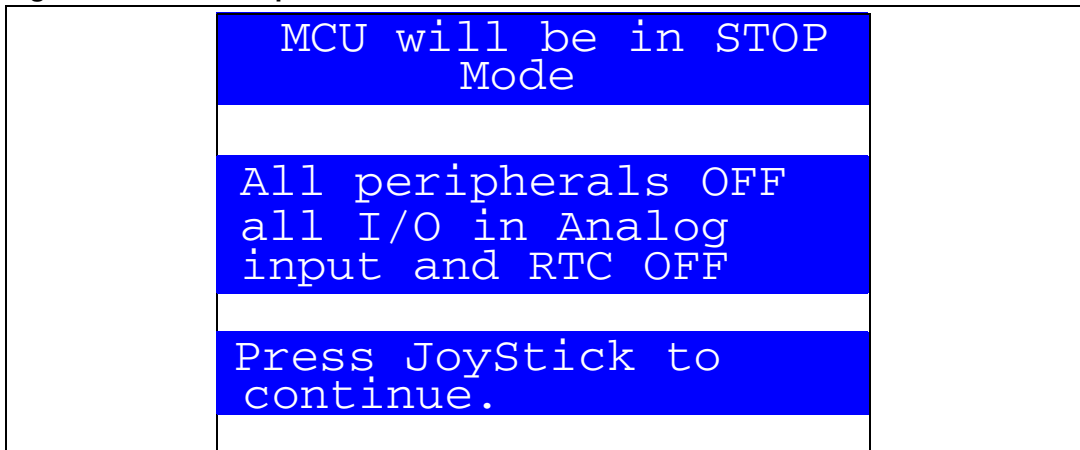 MCU will be in STOP
Mode
All peripherals OFF
all I/O in Analog
input and RTC OFF
Press JoyStick to
continue.